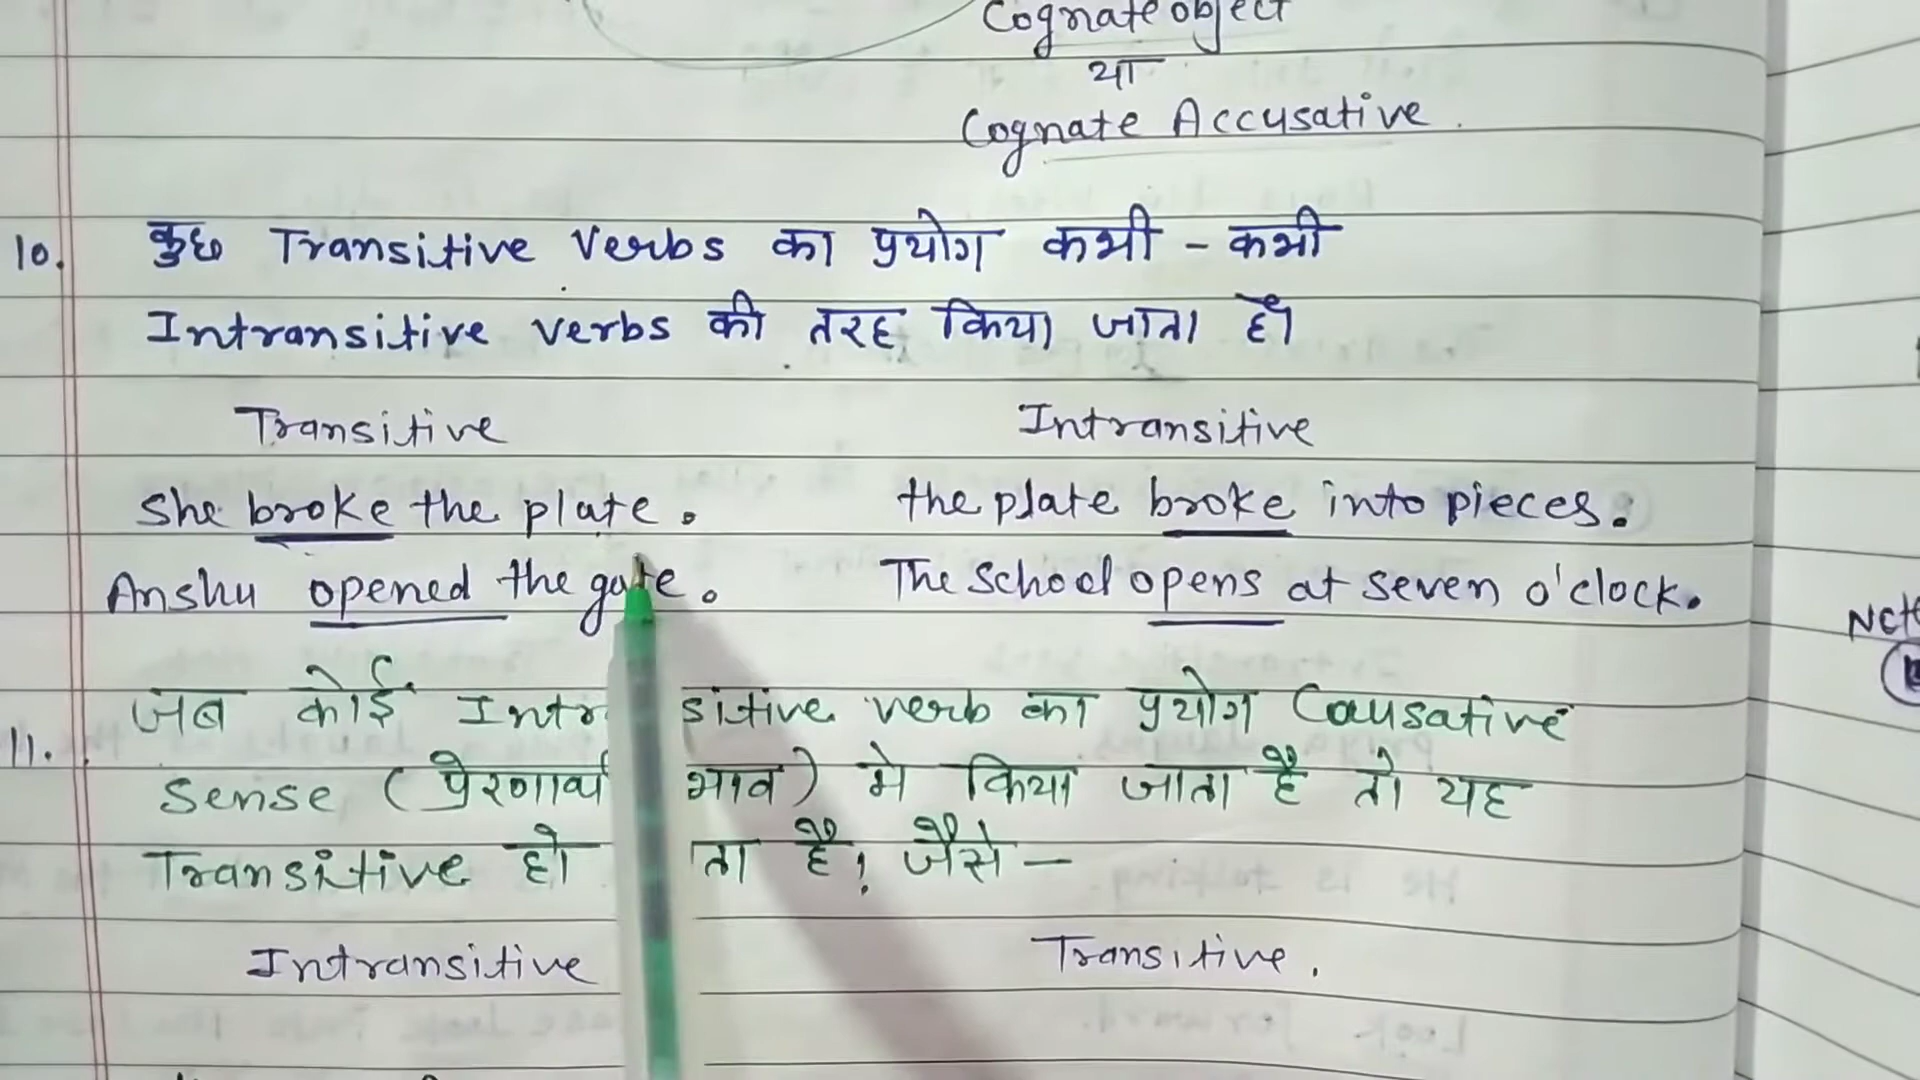 Cognate object
या
Cognate Accusative.
10. कुछ Transitive Verbs का प्रयोग कभी - कभी
Intransitive verbs की तरह किया जाता है।
Transitive Intransitive
She broke the plate. the plate broke into pieces.
Anshu opened the gate. The School opens at seven o'clock.
11. जब कोई Intr sitive verb का प्रयोग Causative
Sense ( भाव) मे किया जाता है तो यह
Transitive हो ता है। जैसे —
Intransitive Transitive.